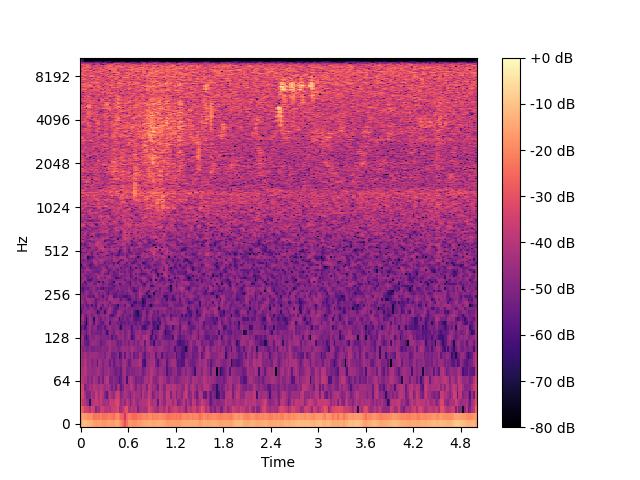 Hz
8192
4096
2048
1024
512
256
128
64
0
0 0.6 1.2 1.8 2.4 3 3.6 4.2 4.8
Time
+0 dB
-10 dB
-20 dB
-30 dB
-40 dB
-50 dB
-60 dB
-70 dB
-80 dB